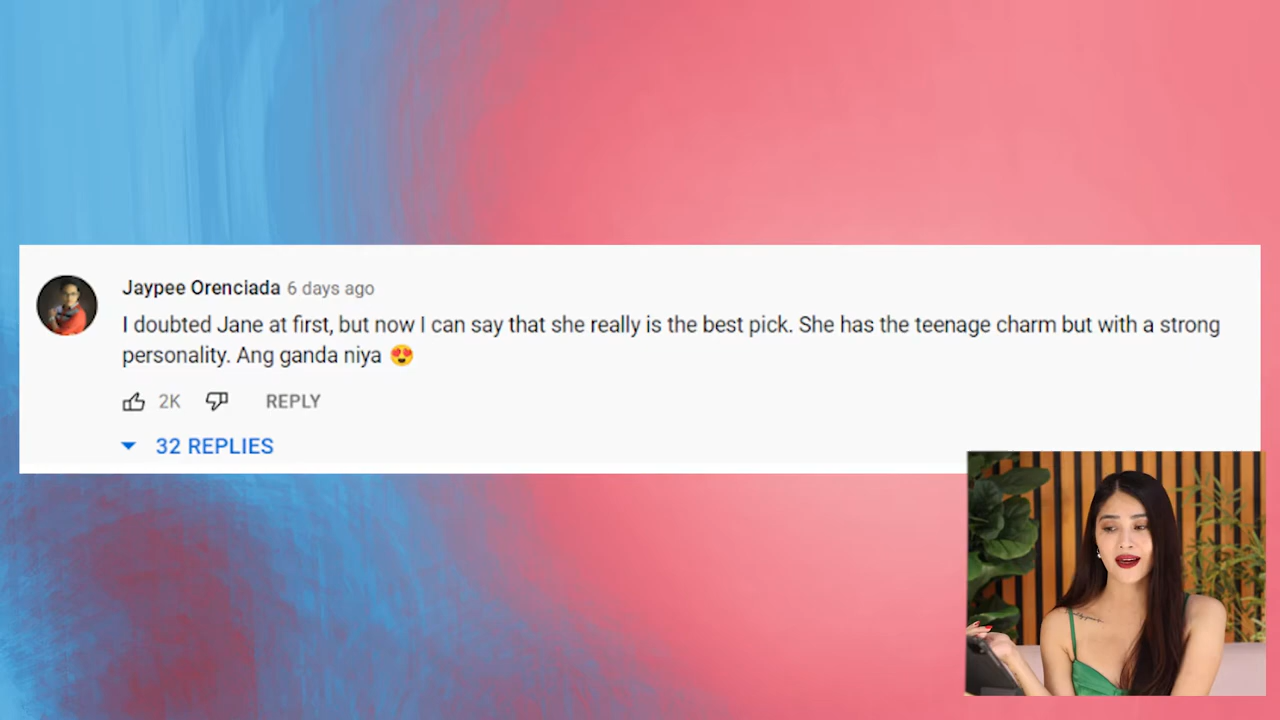 Jaypee Orenciada 6 days ago
I doubted Jane at first, but now I can say that she really is the best pick. She has the teenage charm but with a strong
personality. Ang ganda niya 😍
2K REPLY
32 REPLIES